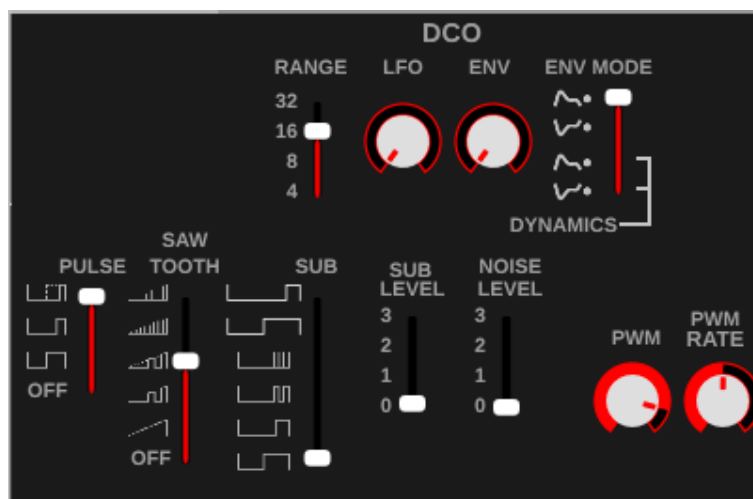 DCO
RANGE LFO ENV ENV MODE
32
16
8
4
DYNAMICS
PULSE
OFF
SAW
TOOTH
OFF
SUB
SUB
LEVEL
3
2
1
0
NOISE
LEVEL
3
2
1
0
PWM
PWM
RATE